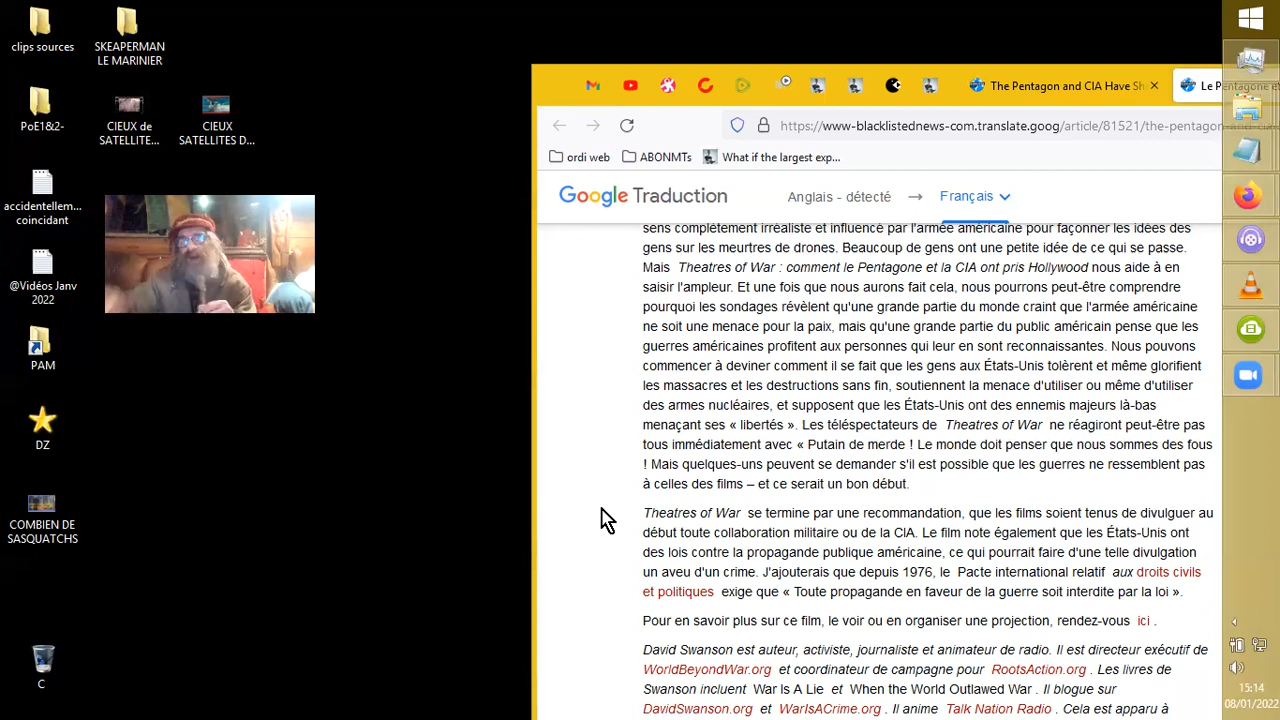 clips sources
SKEAPERMAN
LE MARINIER
PoE1&2-
CIEUX de
SATELLITE...
CIEUX
SATELLITES D...
accidentellem...
coincidant
@Vidéos Janv
2022
PAM
DZ
COMBIEN DE
SASQUATCHS
C
The Pentagon and CIA Have Sh
Le Pentagone et
https://www-blacklistednews-com.translate.goog/article/81521/the-pentagon-and-cia
ordi web
ABONMTs
What if the largest exp...
Google Traduction
Anglais - détecté
Français
sens complètement irréaliste et influencé par l'armée américaine pour façonner les idées des
gens sur les meurtres de drones. Beaucoup de gens ont une petite idée de ce qui se passe.
Mais Theatres of War : comment le Pentagone et la CIA ont pris Hollywood nous aide à en
saisir l'ampleur. Et une fois que nous aurons fait cela, nous pourrons peut-être comprendre
pourquoi les sondages révèlent qu'une grande partie du monde craint que l'armée américaine
ne soit une menace pour la paix, mais qu'une grande partie du public américain pense que les
guerres américaines profitent aux personnes qui leur en sont reconnaissantes. Nous pouvons
commencer à deviner comment il se fait que les gens aux États-Unis tolèrent et même glorifient
les massacres et les destructions sans fin, soutiennent la menace d'utiliser ou même d'utiliser
des armes nucléaires, et supposent que les États-Unis ont des ennemis majeurs là-bas
menaçant ses « libertés ». Les téléspectateurs de Theatres of War ne réagiront peut-être pas
tous immédiatement avec « Putain de merde ! Le monde doit penser que nous sommes des fous
! Mais quelques-uns peuvent se demander s'il est possible que les guerres ne ressemblent pas
à celles des films – et ce serait un bon début.
Theatres of War se termine par une recommandation, que les films soient tenus de divulguer au
début toute collaboration militaire ou de la CIA. Le film note également que les États-Unis ont
des lois contre la propagande publique américaine, ce qui pourrait faire d'une telle divulgation
un aveu d'un crime. J'ajouterais que depuis 1976, le Pacte international relatif aux droits civils
et politiques exige que « Toute propagande en faveur de la guerre soit interdite par la loi ».
Pour en savoir plus sur ce film, le voir ou en organiser une projection, rendez-vous ici .
David Swanson est auteur, activiste, journaliste et animateur de radio. Il est directeur exécutif de
WorldBeyondWar.org et coordinateur de campagne pour RootsAction.org . Les livres de
Swanson incluent War Is A Lie et When the World Outlawed War . Il blogue sur
DavidSwanson.org et WarIsACrime.org . Il anime Talk Nation Radio . Cela est apparu à
15:14
08/01/2022